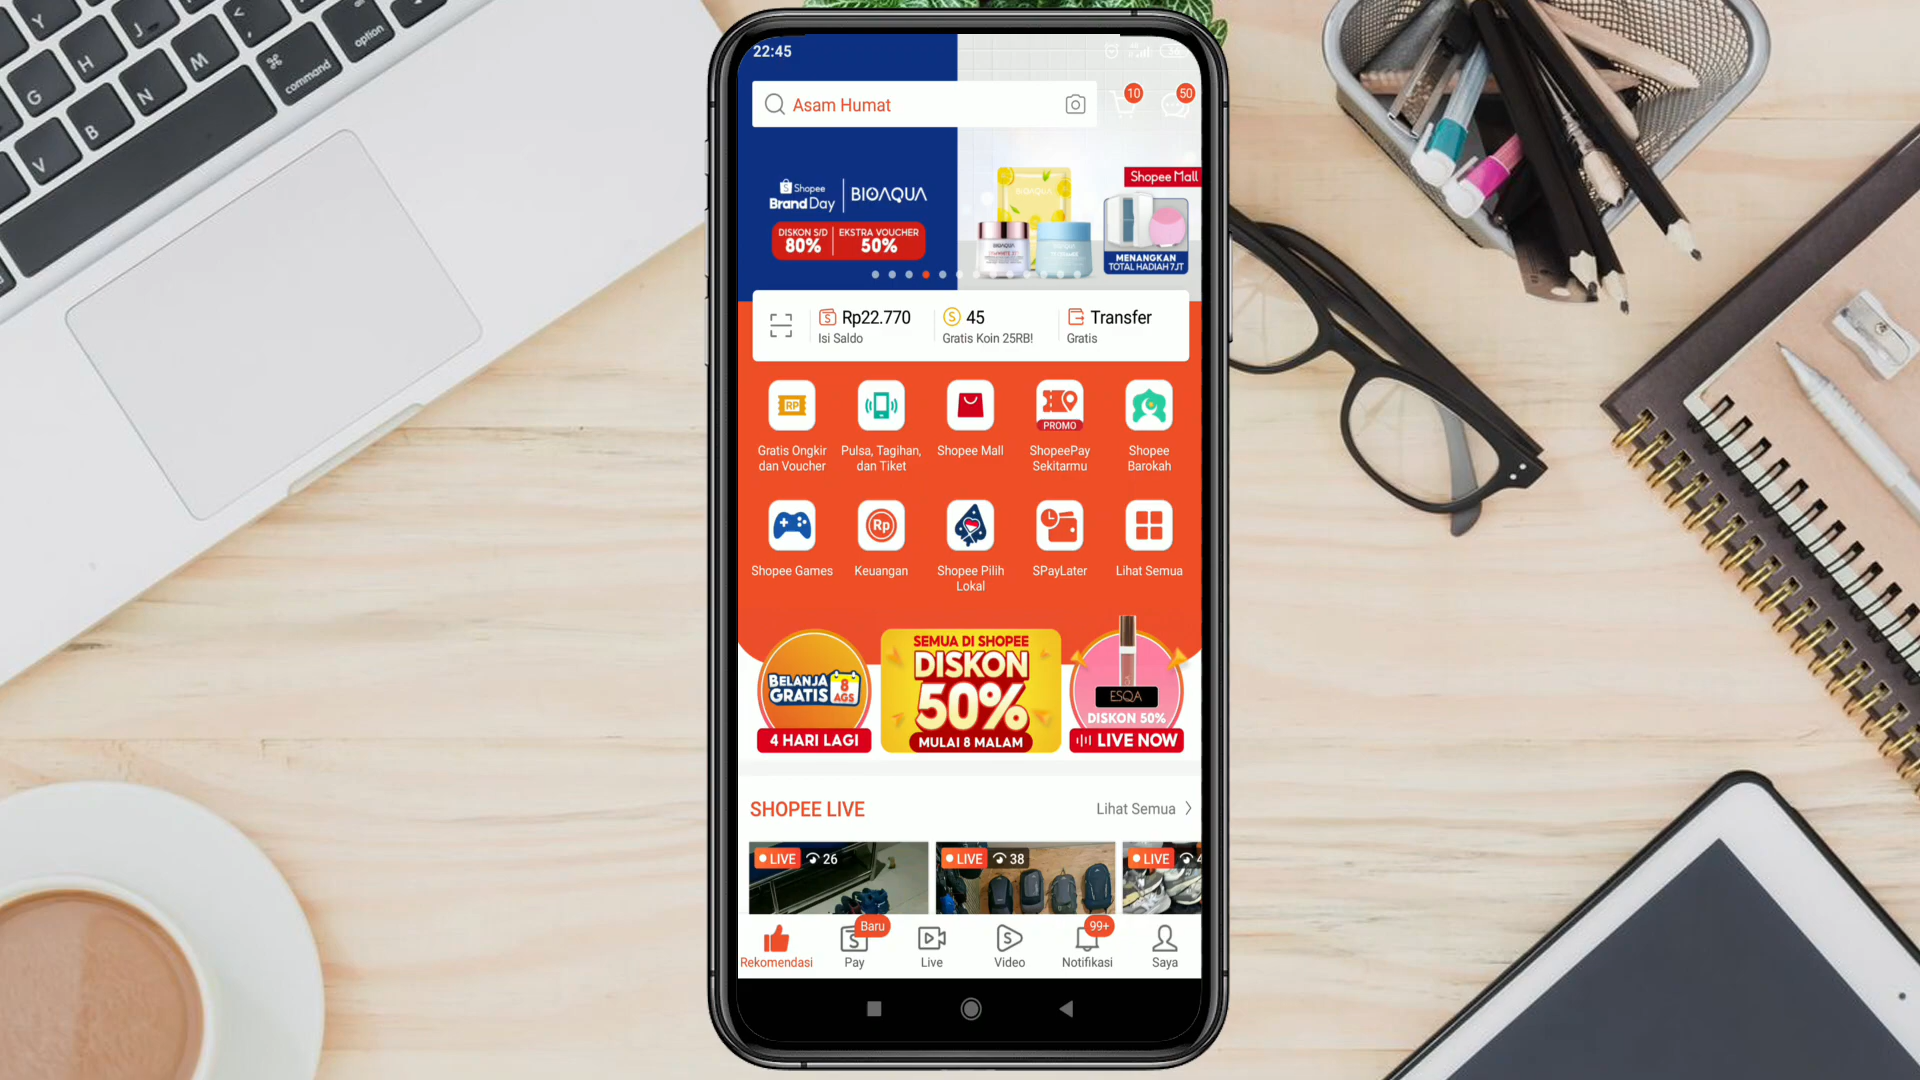 Y
H
J
<
G
N
M
⌘
option
V
B
command
22:45
Asam Humat
10
50
Shopee
Brand Day
BIOAQUA
DISKON S/D
80%
EKSTRA VOUCHER
50%
BIOAQUA
BIOAQUA
Shopee Mall
MENANGKAN
TOTAL HADIAH 7JT
Rp22.770
Isi Saldo
45
Gratis Koin 25RB!
Transfer
Gratis
RP
PROMO
Gratis Ongkir
dan Voucher
Pulsa, Tagihan,
dan Tiket
Shopee Mall
ShopeePay
Sekitarmu
Shopee
Barokah
Rp
Shopee Games
Keuangan
Shopee Pilih
Lokal
SPayLater
Lihat Semua
BELANJA
GRATIS
8
AGS
4 HARI LAGI
SEMUA DI SHOPEE
DISKON
50%
MULAI 8 MALAM
ESQA
DISKON 50%
LIVE NOW
SHOPEE LIVE
Lihat Semua >
LIVE 26
LIVE 38
LIVE 4
Baru
99+
Rekomendasi
Pay
Live
Video
Notifikasi
Saya